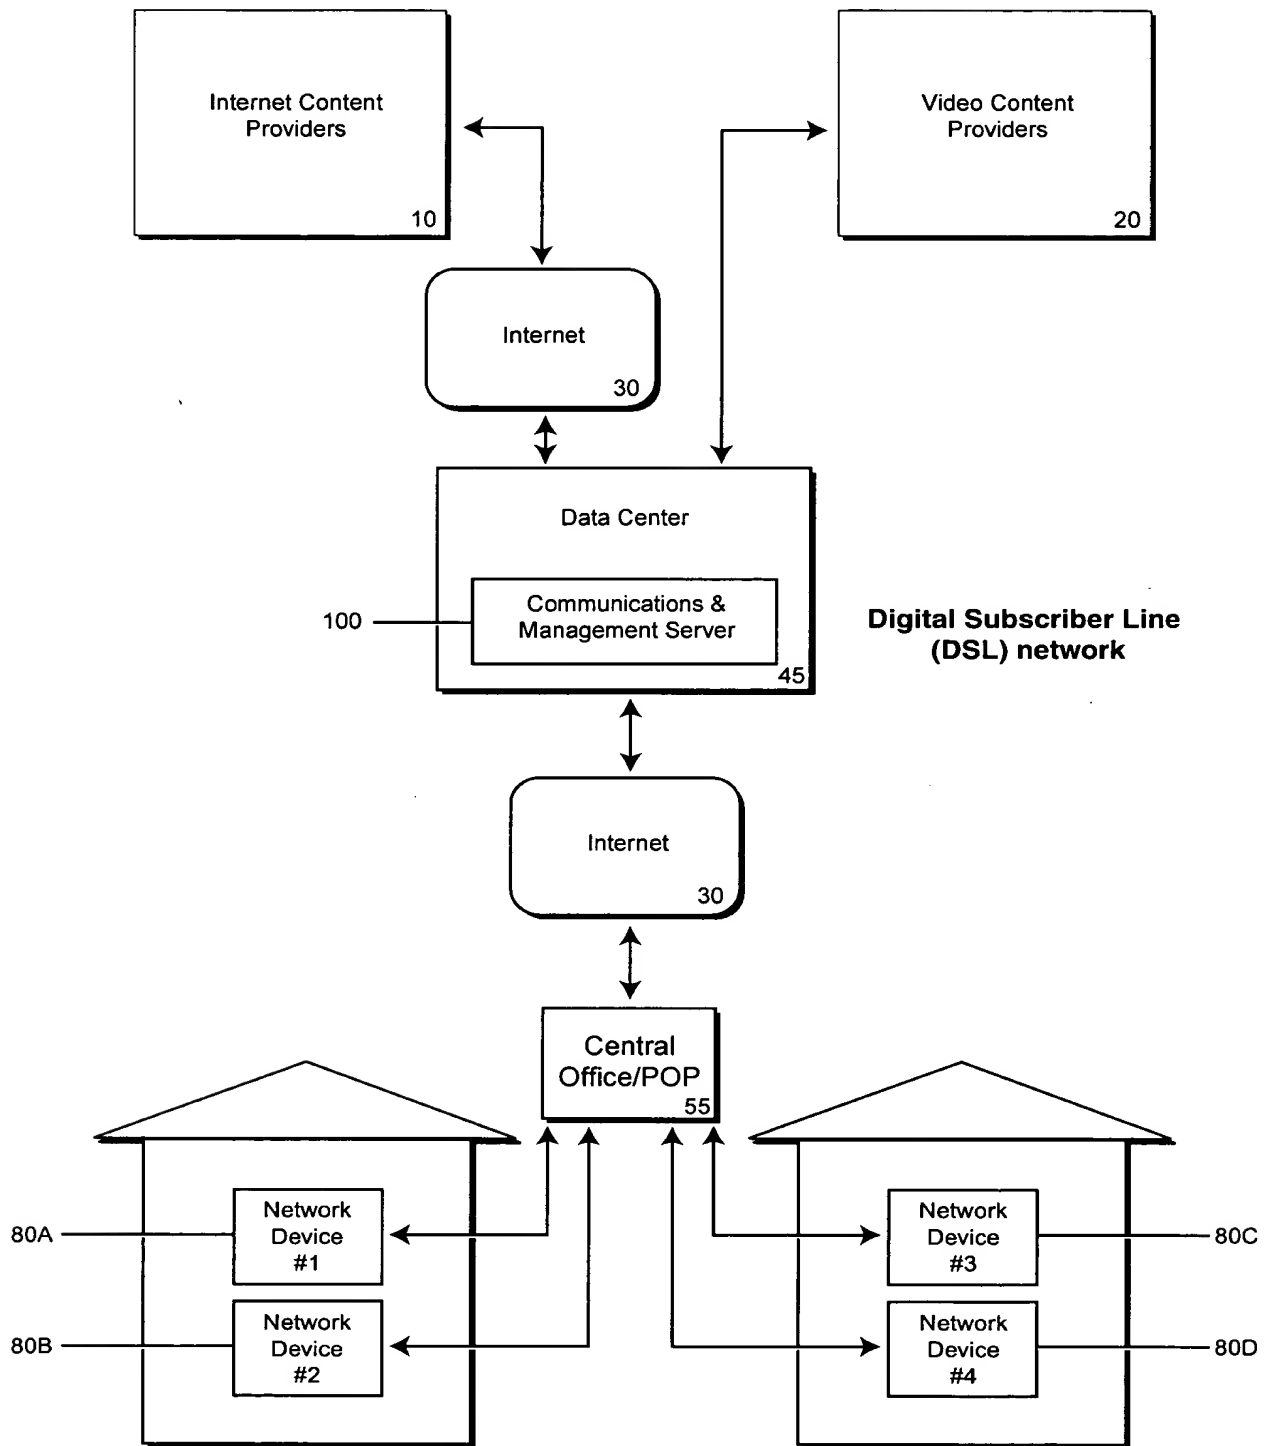 Internet Content
Providers
10
Video Content
Providers
20
Internet
30
Data Center
Communications &
Management Server
100
45
Digital Subscriber Line
(DSL) network
Internet
30
Central
Office/POP
55
Network
Device
#1
80A
Network
Device
#2
80B
Network
Device
#3
80C
Network
Device
#4
80D